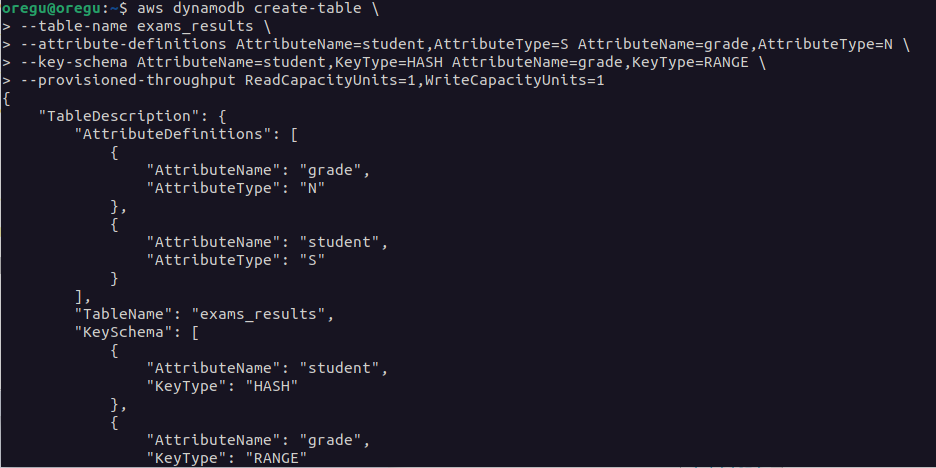 oregu@oregu:~$ aws dynamodb create-table \
> --table-name exams_results \
> --attribute-definitions AttributeName=student,AttributeType=S AttributeName=grade,AttributeType=N \
> --key-schema AttributeName=student,KeyType=HASH AttributeName=grade,KeyType=RANGE \
> --provisioned-throughput ReadCapacityUnits=1,WriteCapacityUnits=1
{
    "TableDescription": {
        "AttributeDefinitions": [
            {
                "AttributeName": "grade",
                "AttributeType": "N"
            },
            {
                "AttributeName": "student",
                "AttributeType": "S"
            }
        ],
        "TableName": "exams_results",
        "KeySchema": [
            {
                "AttributeName": "student",
                "KeyType": "HASH"
            },
            {
                "AttributeName": "grade",
                "KeyType": "RANGE"